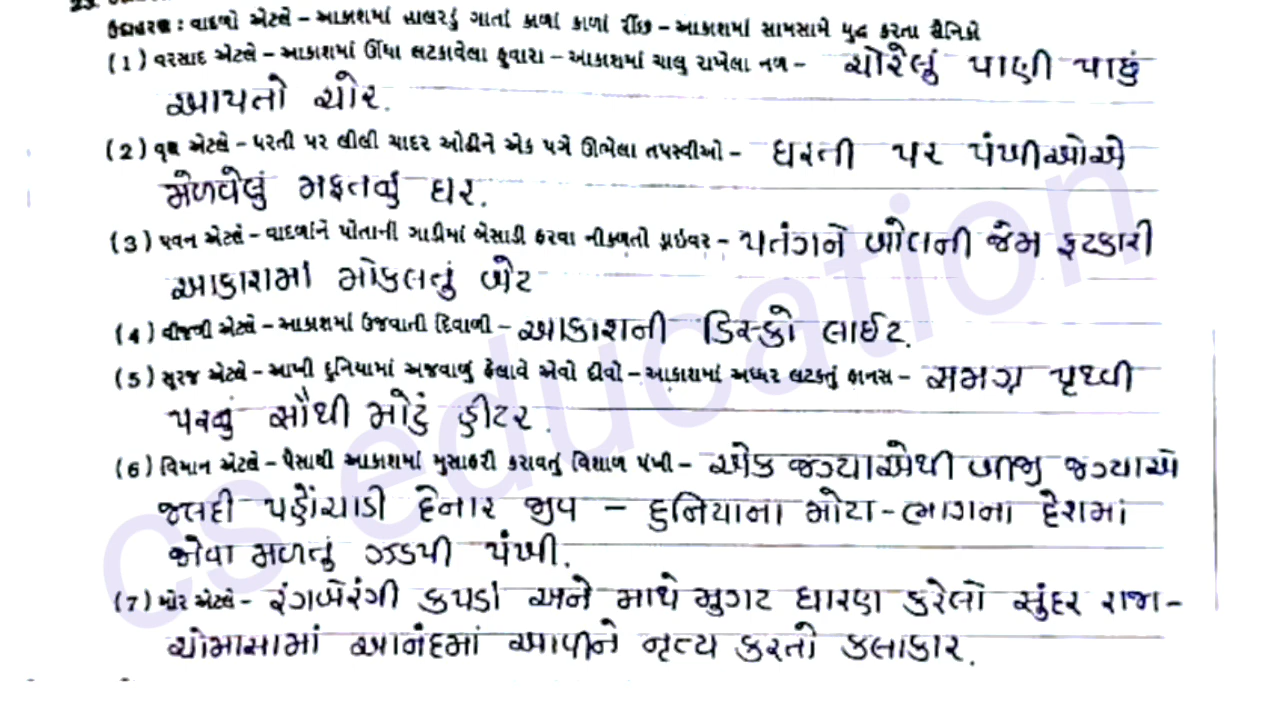 ઉદાહરણ : વાદળો એટલે - આકાશમાં હાલરડું ગાતાં કાળાં કાળાં રીંછ - આકાશમાં સામસામે યુદ્ધ કરતા સૈનિકો
(1) વરસાદ એટલે - આકાશમાં ઊંધા લટકાવેલા ફુવારા - આકાશમાં ચાલુ રાખેલા નળ - ચોરેલું પાણી પાછું
આપતો ચોર.
(2) વૃક્ષ એટલે - ધરતી પર લીલી ચાદર ઓઢીને એક પગે ઊભેલા તપસ્વીઓ - ધરતી પર પંખીઓએ
મેળવેલું મફતનું ઘર.
(3) પવન એટલે - વાદળાંને પોતાની ગાડીમાં બેસાડી ફરવા નીકળતો ડ્રાઇવર - પતંગને બોલની જેમ ફટકારી
આકાશમાં મોકલતું બેટ
(4) વીજળી એટલે - આકાશમાં ઉજવાતી દિવાળી - આકાશની ડિસ્કો લાઈટ.
(5) સૂરજ એટલે - આખી દુનિયામાં અજવાળું ફેલાવે એવો દીવો - આકાશમાં અધ્ધર લટકતું ફાનસ - સમગ્ર પૃથ્વી
પરનું સૌથી મોટું હીટર.
(6) વિમાન એટલે - પૈસાથી આકાશમાં મુસાફરી કરાવતું વિશાળ પંખી - એક જગ્યાએથી બીજી જગ્યાએ
જલદી પહોંચાડી દેનાર જીવ - દુનિયાના મોટા-ભાગના દેશમાં
જોવા મળતું ઝડપી પંખી.
(7) મોર એટલે - રંગબેરંગી કપડાં અને માથે મુગટ ધારણ કરેલો સુંદર રાજા-
ચોમાસામાં આનંદમાં આવીને નૃત્ય કરતો કલાકાર.
cs education